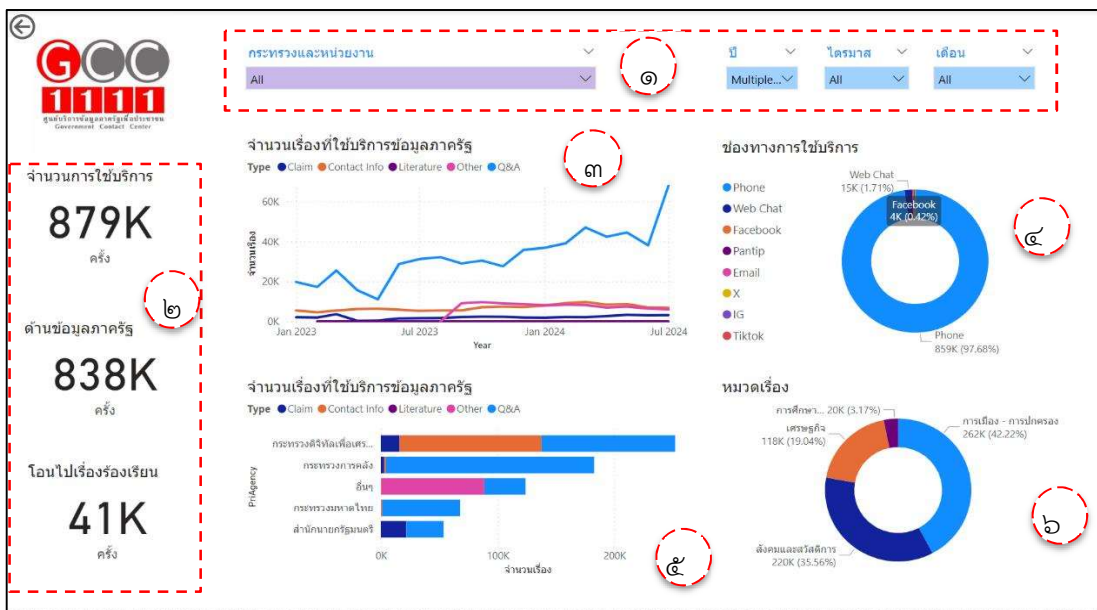 GCC
1111
ศูนย์บริการข้อมูลภาครัฐเพื่อประชาชน
Government Contact Center
กระทรวงและหน่วยงาน
All
๑
ปี
Multiple...
ไตรมาส
All
เดือน
All
จำนวนการใช้บริการ
879K
ครั้ง
๒
ด้านข้อมูลภาครัฐ
838K
ครั้ง
โอนไปเรื่องร้องเรียน
41K
ครั้ง
จำนวนเรื่องที่ใช้บริการข้อมูลภาครัฐ
๓
Type Claim Contact Info Literature Other Q&A
60K
40K
20K
0K
จำนวนเรื่อง
Jan 2023 Jul 2023 Jan 2024 Jul 2024
Year
ช่องทางการใช้บริการ
Phone
Web Chat
Facebook
Pantip
Email
X
IG
Tiktok
Web Chat
15K (1.71%)
Facebook
4K (0.42%)
Phone
859K (97.68%)
๔
จำนวนเรื่องที่ใช้บริการข้อมูลภาครัฐ
Type Claim Contact Info Literature Other Q&A
PriAgency
กระทรวงดิจิทัลเพื่อเศร...
กระทรวงการคลัง
อื่นๆ
กระทรวงมหาดไทย
สำนักนายกรัฐมนตรี
0K 100K 200K
จำนวนเรื่อง
๕
หมวดเรื่อง
การศึกษา... 20K (3.17%)
เศรษฐกิจ
118K (19.04%)
การเมือง - การปกครอง
262K (42.22%)
สังคมและสวัสดิการ
220K (35.56%)
๖